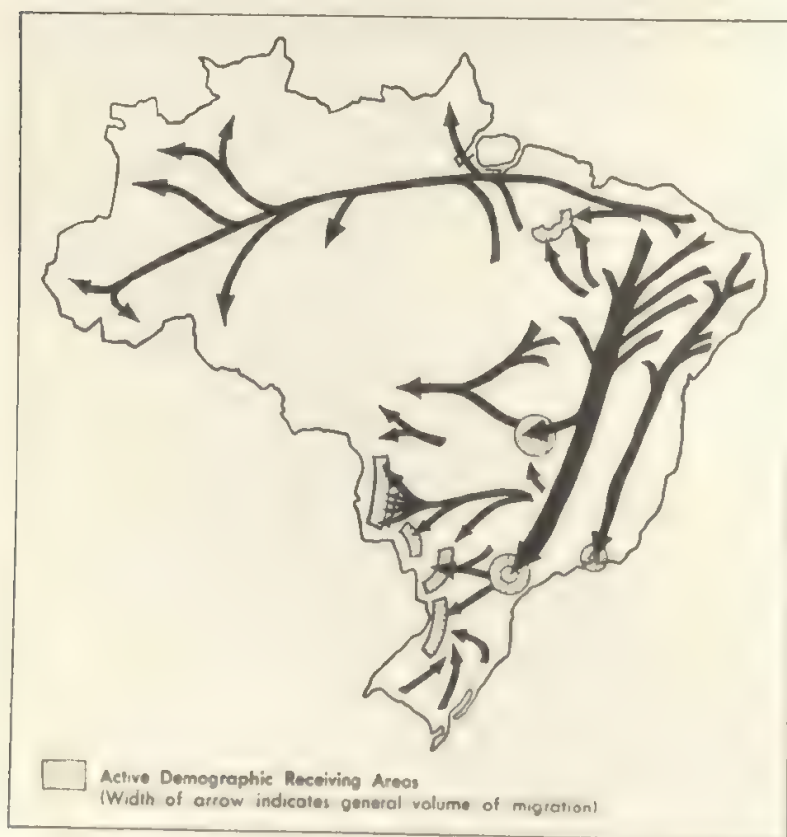 Active Demographic Receiving Areas
(Width of arrow indicates general volume of migration)